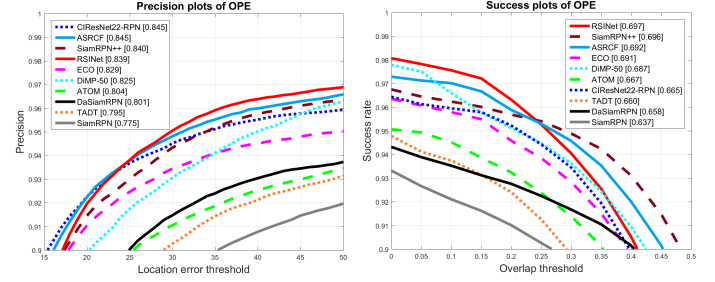 Precision plots of OPE
CIResNet22-RPN [0.845]
ASRCF [0.845]
SiamRPN++ [0.840]
RSINet [0.839]
ECO [0.829]
DiMP-50 [0.825]
ATOM [0.804]
DaSiamRPN [0.801]
TADT [0.795]
SiamRPN [0.775]
Precision
1
0.99
0.98
0.97
0.96
0.95
0.94
0.93
0.92
0.91
0.9
15 20 25 30 35 40 45 50
Location error threshold
Success plots of OPE
RSINet [0.697]
SiamRPN++ [0.696]
ASRCF [0.692]
ECO [0.691]
DiMP-50 [0.687]
ATOM [0.667]
CIResNet22-RPN [0.665]
TADT [0.660]
DaSiamRPN [0.658]
SiamRPN [0.637]
Success rate
1
0.99
0.98
0.97
0.96
0.95
0.94
0.93
0.92
0.91
0.9
0 0.05 0.1 0.15 0.2 0.25 0.3 0.35 0.4 0.45 0.5
Overlap threshold